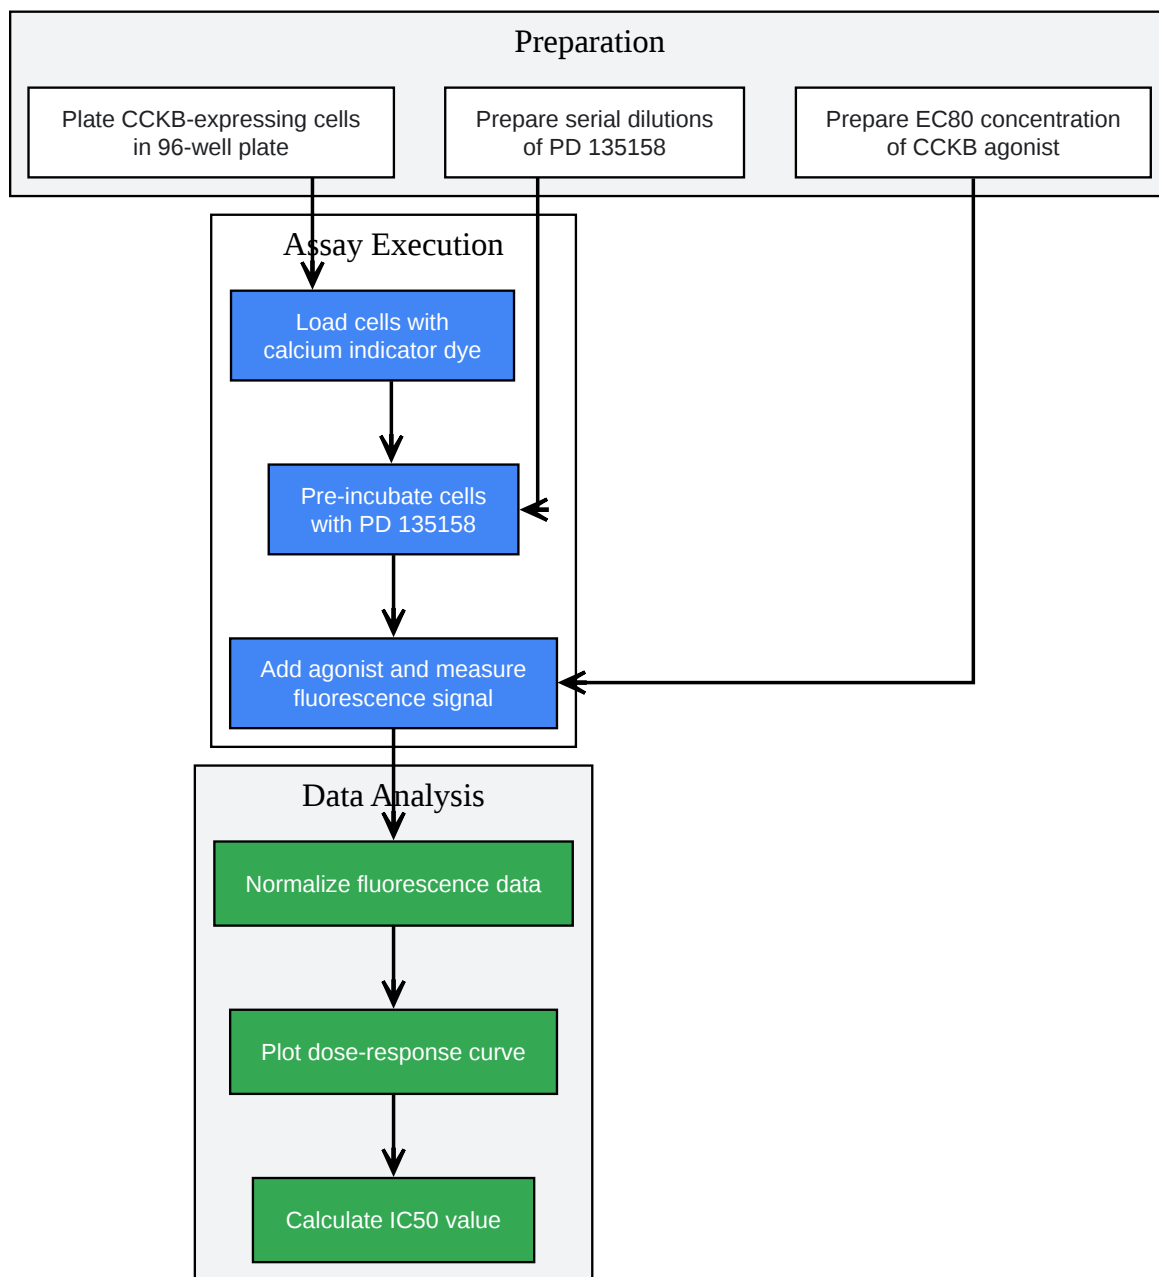 Preparation
Plate CCKB-expressing cells
in 96-well plate
Prepare serial dilutions
of PD 135158
Prepare EC80 concentration
of CCKB agonist
Assay Execution
Load cells with
calcium indicator dye
Pre-incubate cells
with PD 135158
Add agonist and measure
fluorescence signal
Data Analysis
Normalize fluorescence data
Plot dose-response curve
Calculate IC50 value